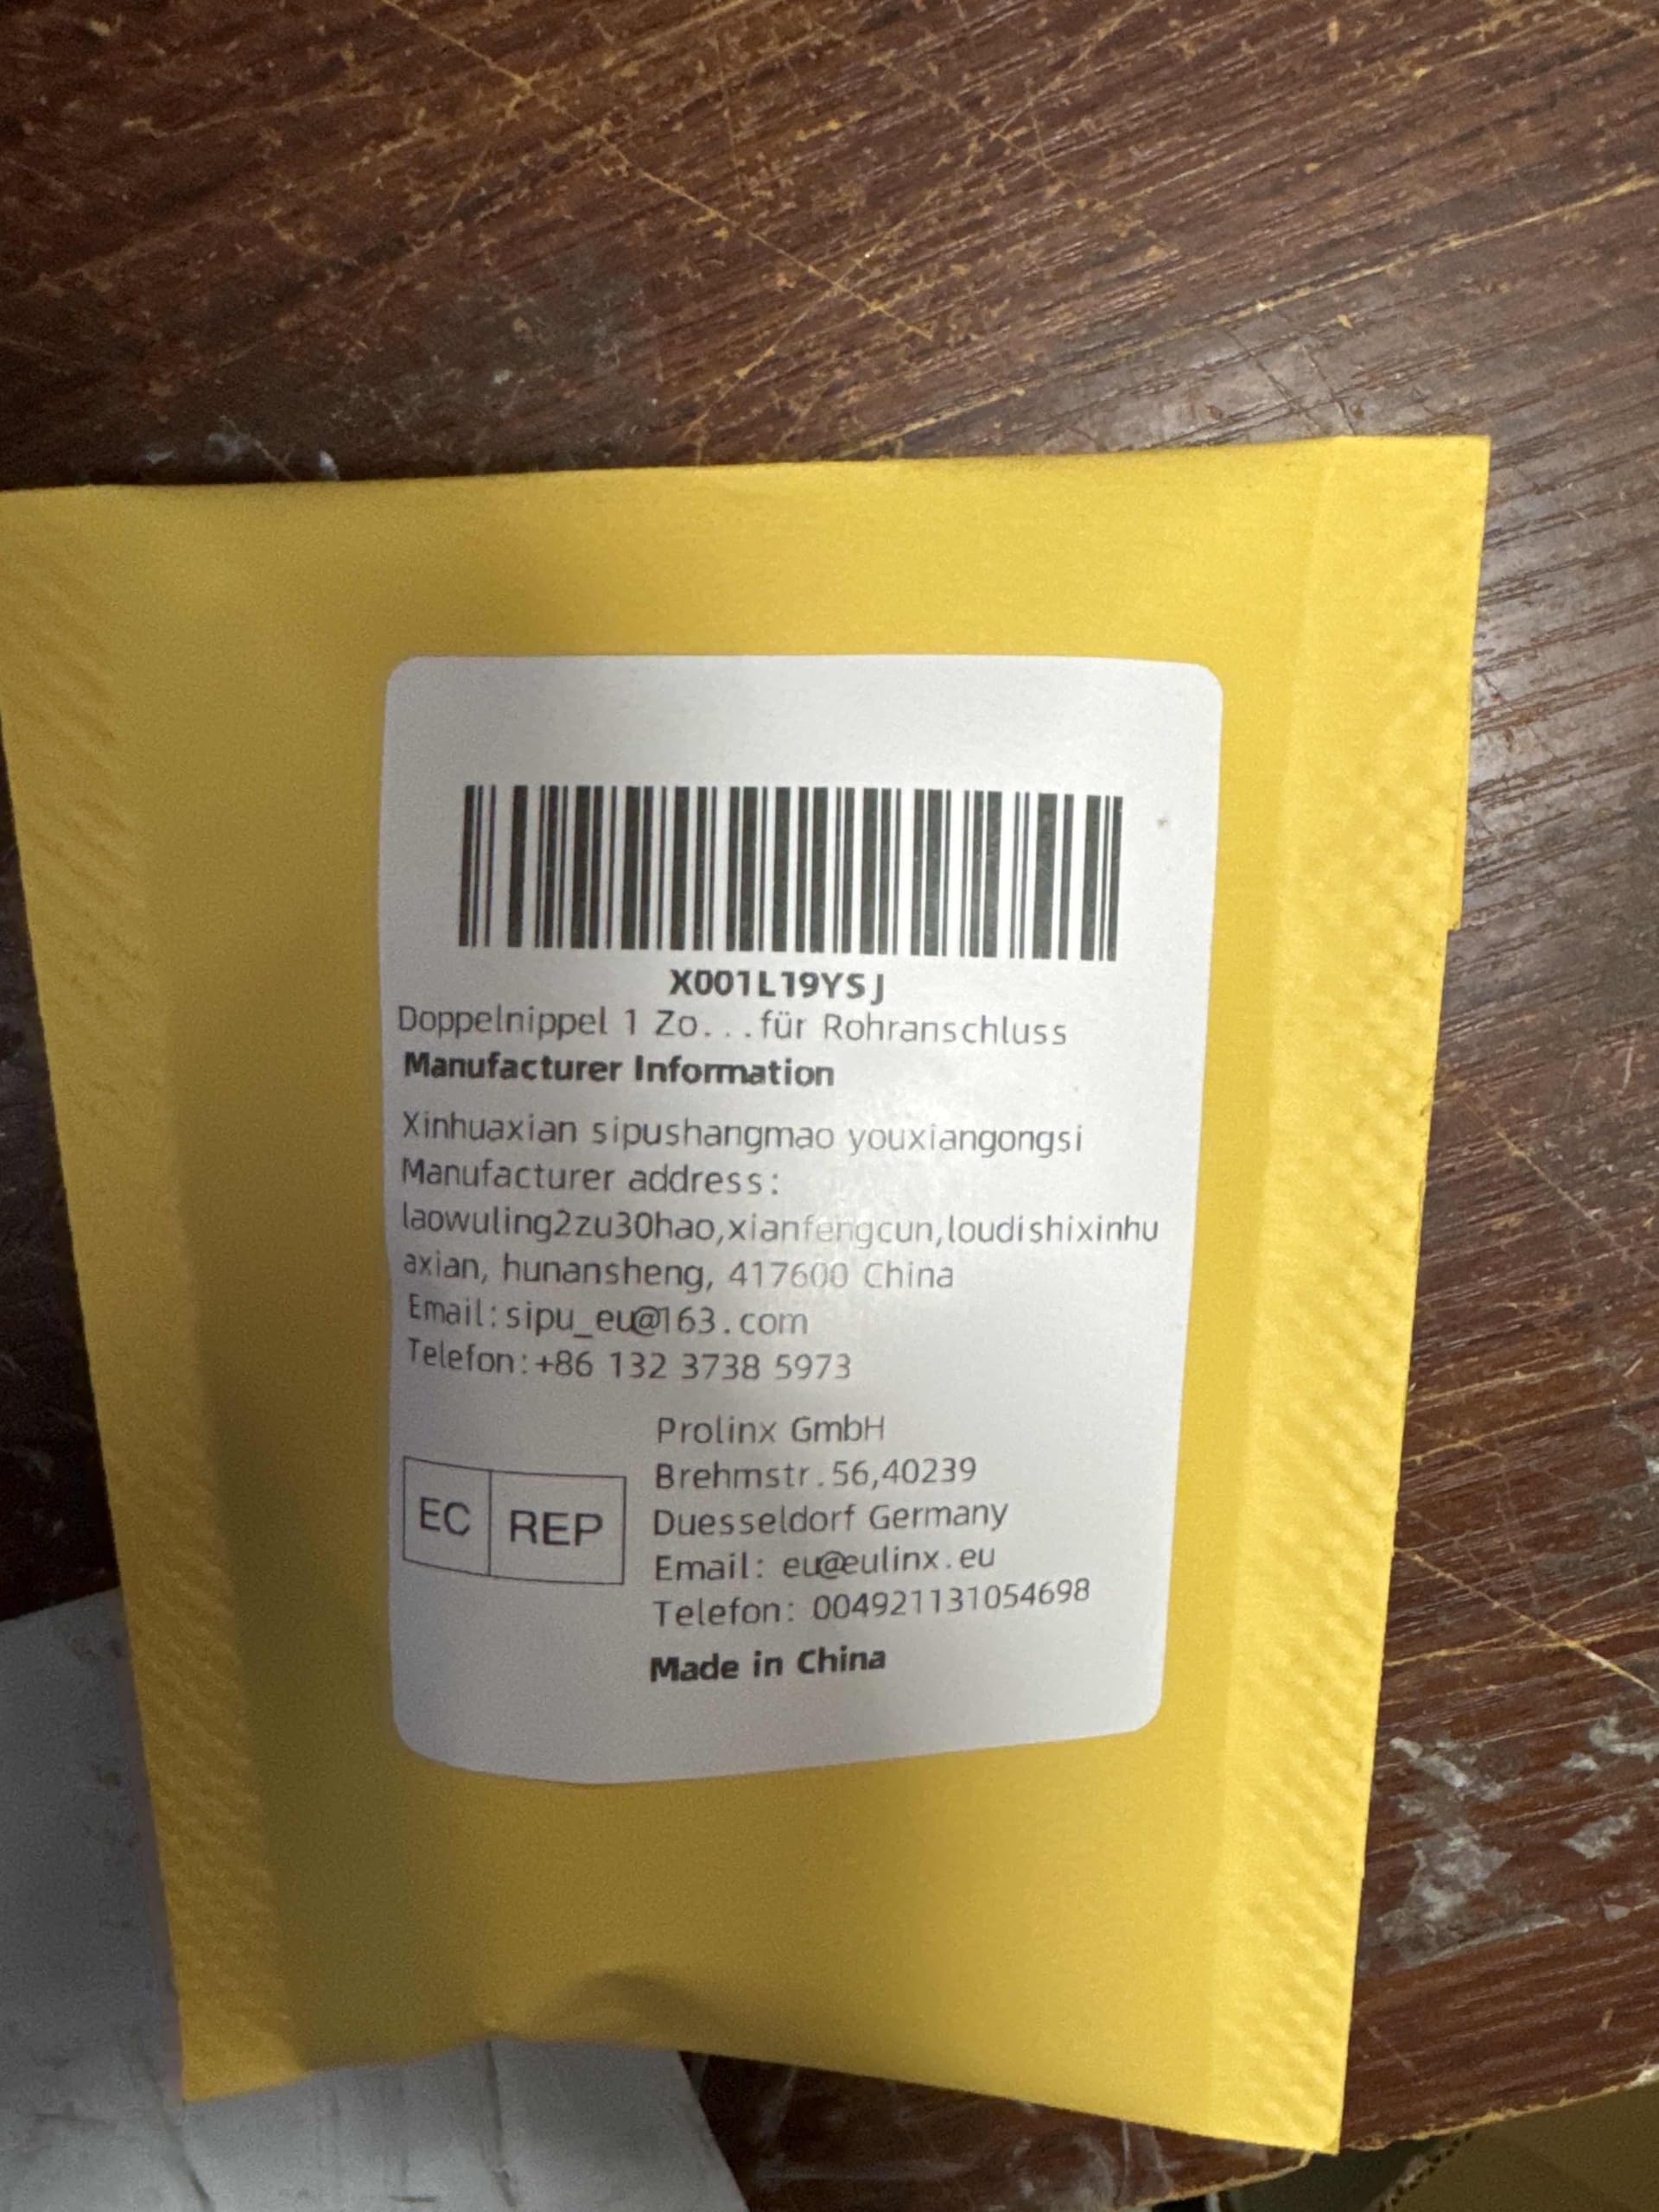 X001L19YSJ
Doppelnippel 1 Zo...für Rohranschluss
Manufacturer Information
Xinhuaxian sipushangmao youxiangongsi
Manufacturer address:
laowuling2zu30hao,xianfengcun,loudishixinhu
axian, hunansheng, 417600 China
Email:sipu_eu@163.com
Telefon:+86 132 3738 5973
EC REP
Prolinx GmbH
Brehmstr.56,40239
Duesseldorf Germany
Email: eu@eulinx.eu
Telefon: 004921131054698
Made in China